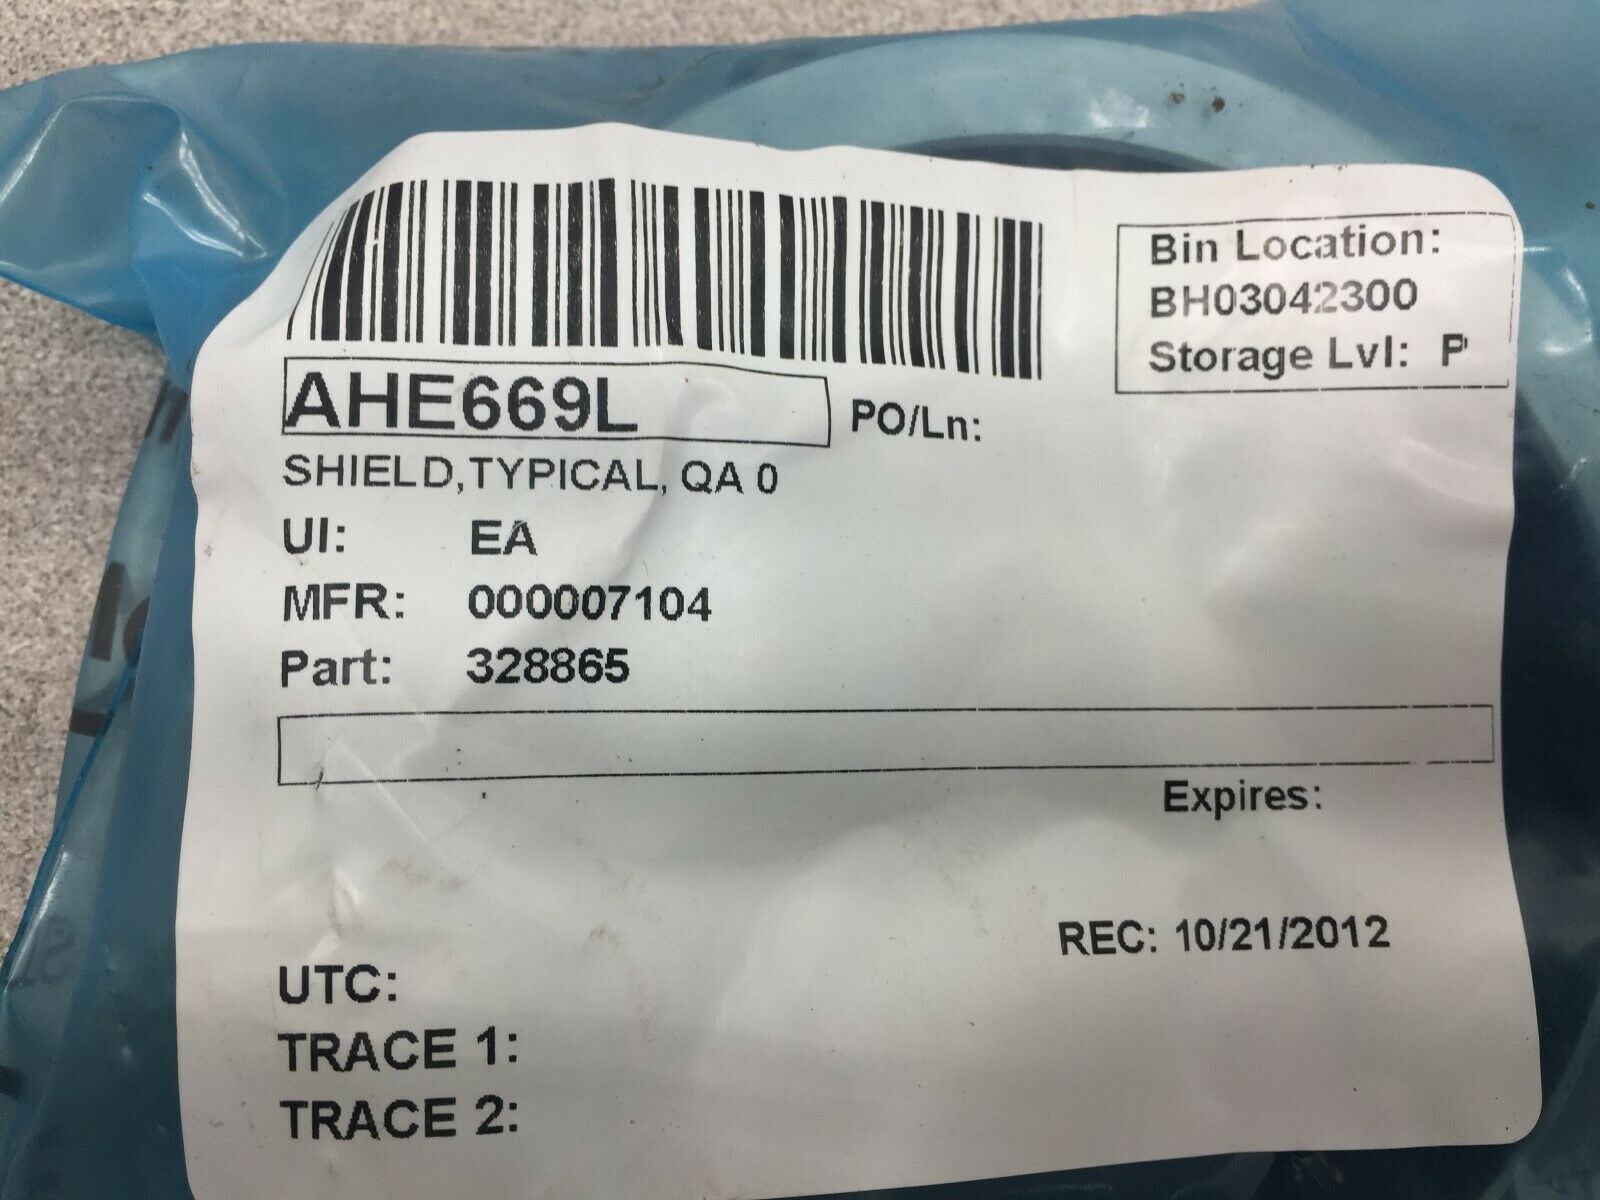 Bin Location:
BH03042300
Storage Lvl: P
AHE669L
PO/Ln:
SHIELD,TYPICAL, QA 0
UI: EA
MFR: 000007104
Part: 328865
Expires:
REC: 10/21/2012
UTC:
TRACE 1:
TRACE 2: